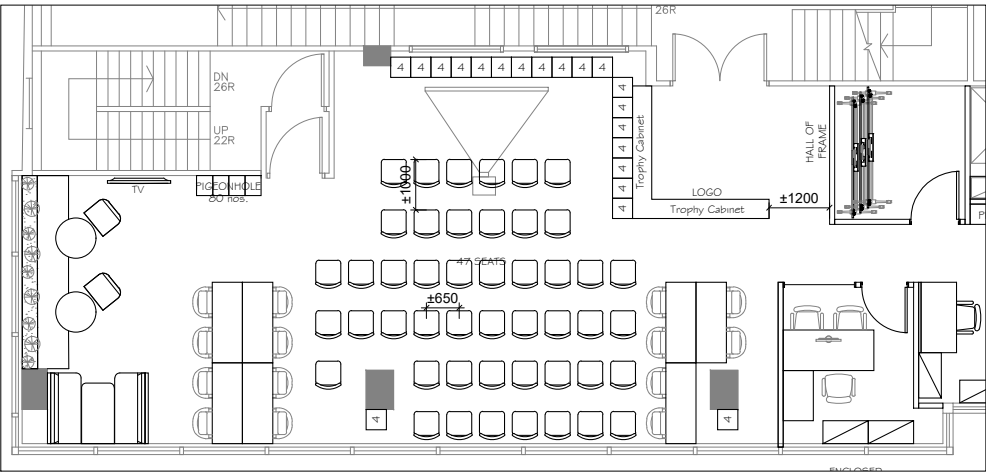 26R
4 4 4 4 4 4 4 4 4 4 4
DN
26R
UP
22R
4
4
4
4
4
4
4
Trophy Cabinet
HALL OF
FRAME
TV
PIGEONHOLE
80 nos.
±1000
LOGO
Trophy Cabinet
±1200
P
47 SEATS
±650
4
4
ENCLOSED